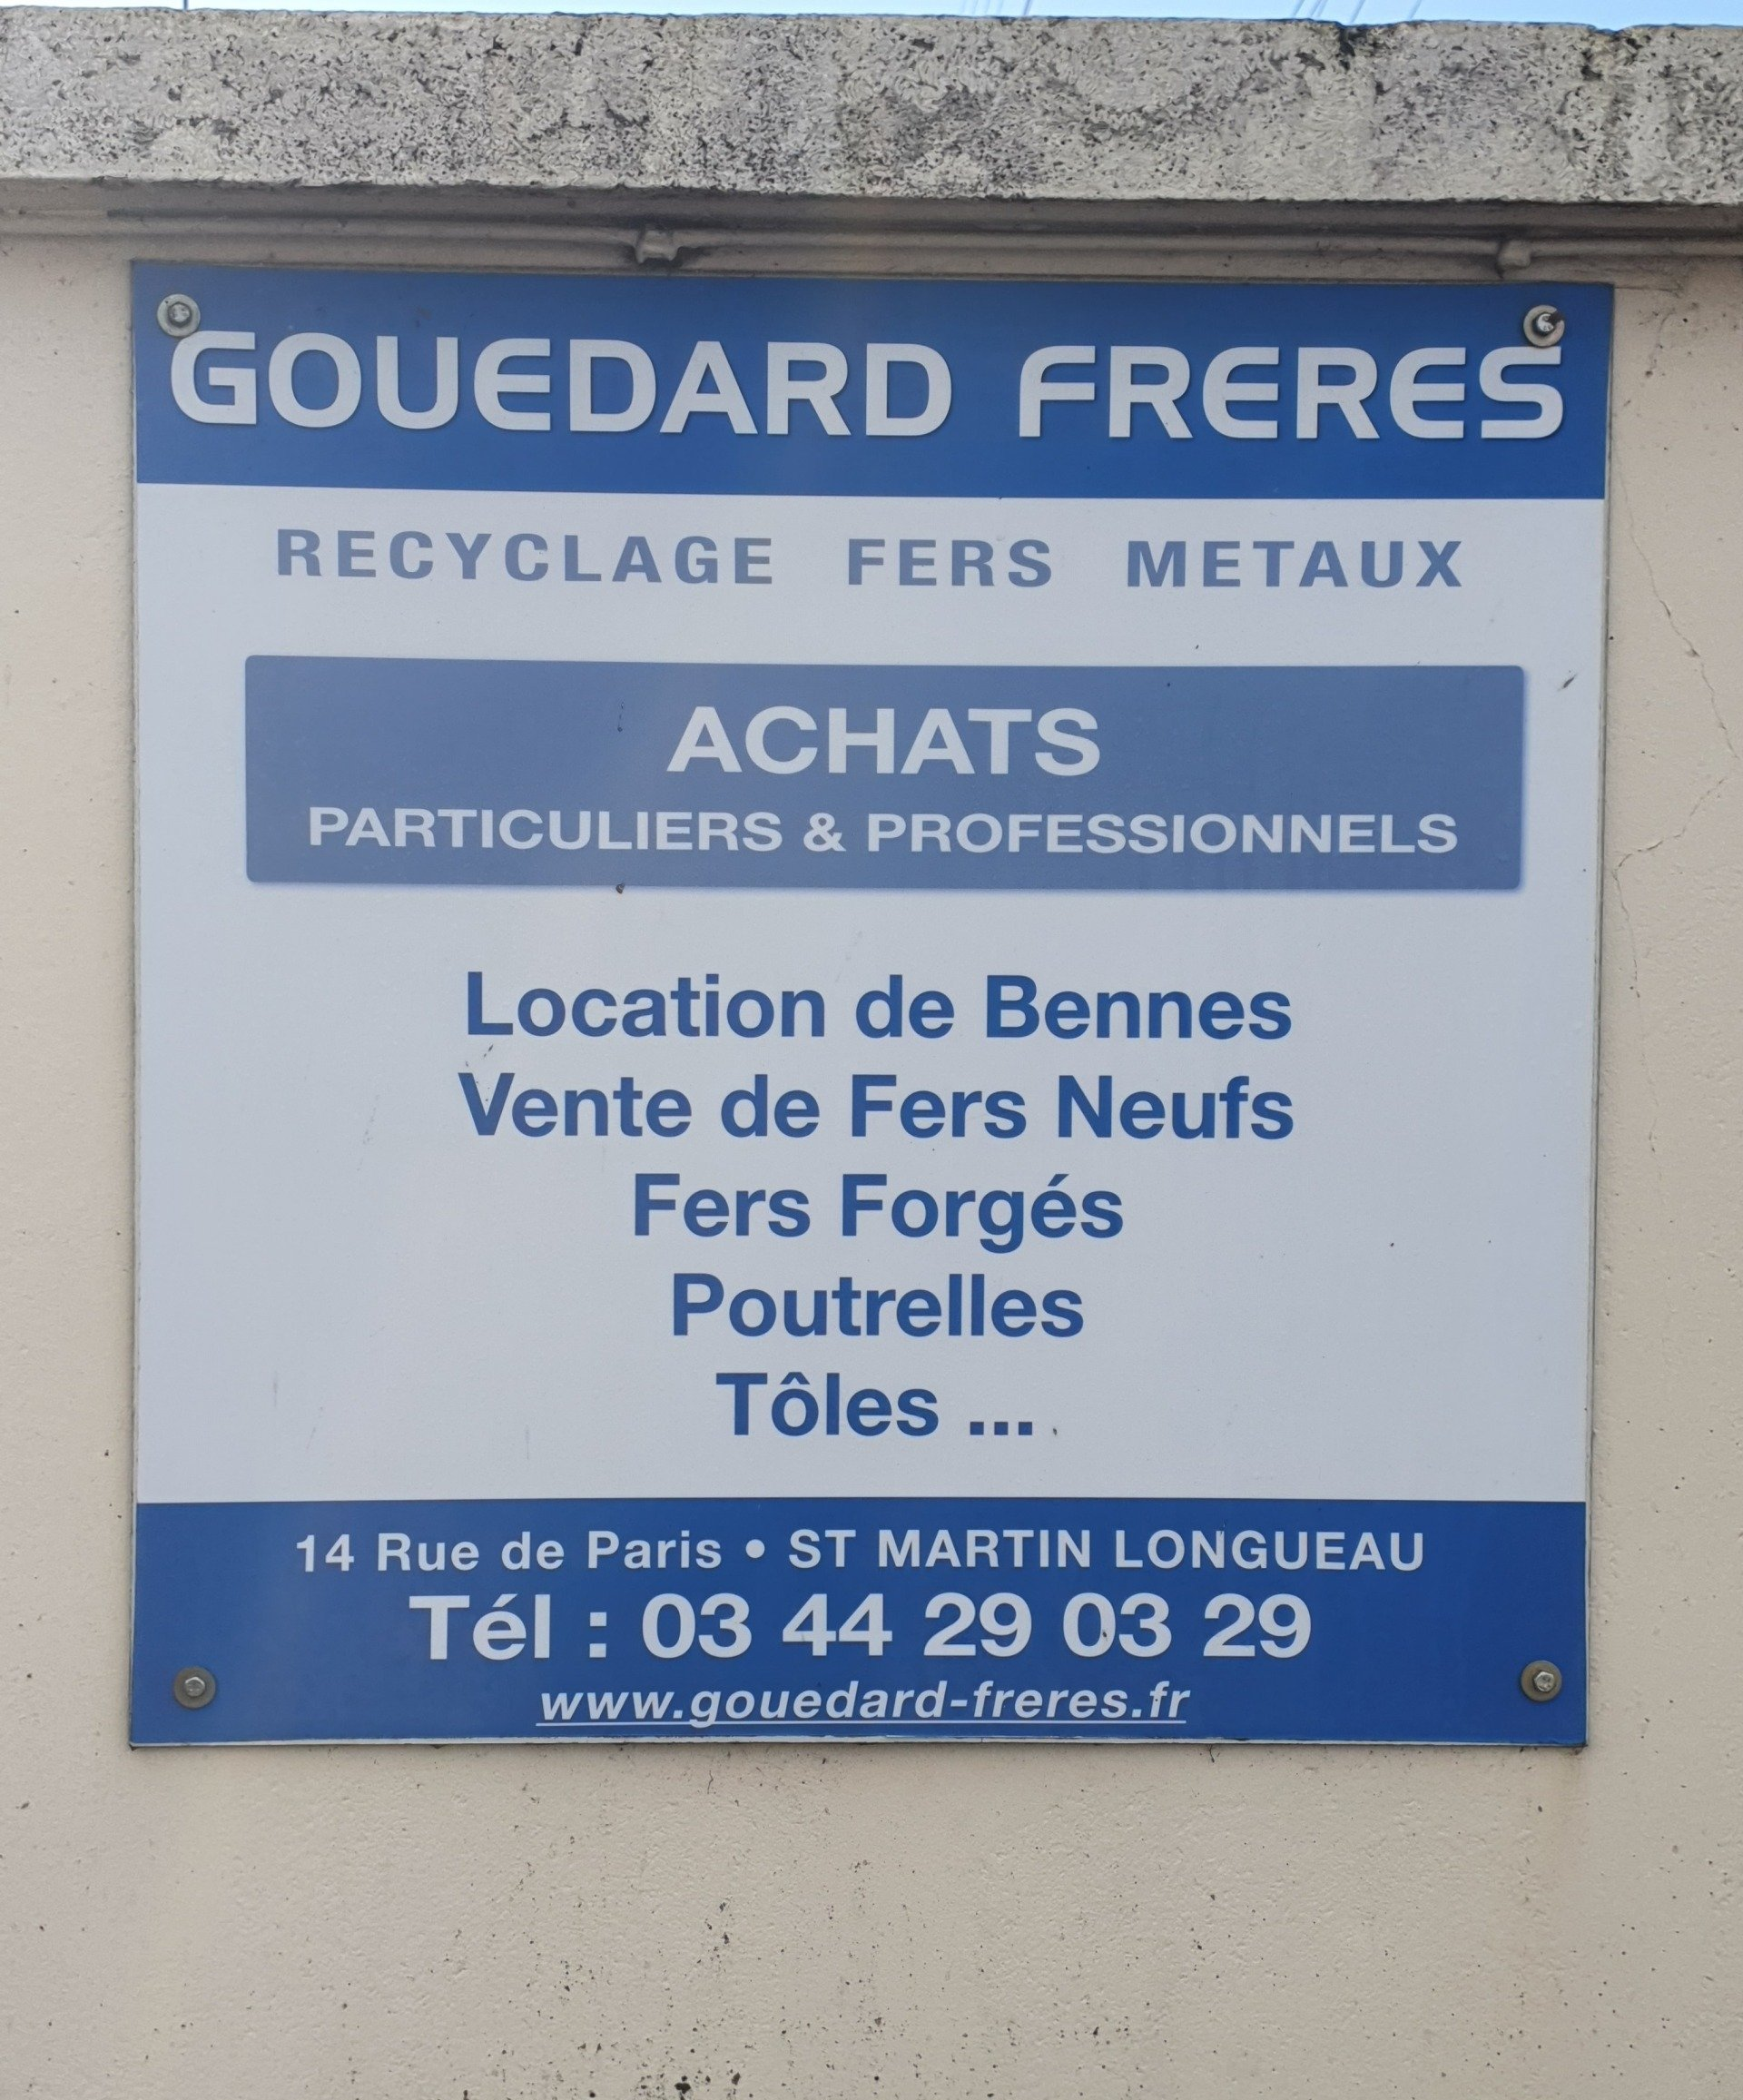 GOUEDARD FRERES
RECYCLAGE FERS METAUX
ACHATS
PARTICULIERS & PROFESSIONNELS
Location de Bennes
Vente de Fers Neufs
Fers Forgés
Poutrelles
Tôles ...
14 Rue de Paris • ST MARTIN LONGUEAU
Tél : 03 44 29 03 29
www.gouedard-freres.fr